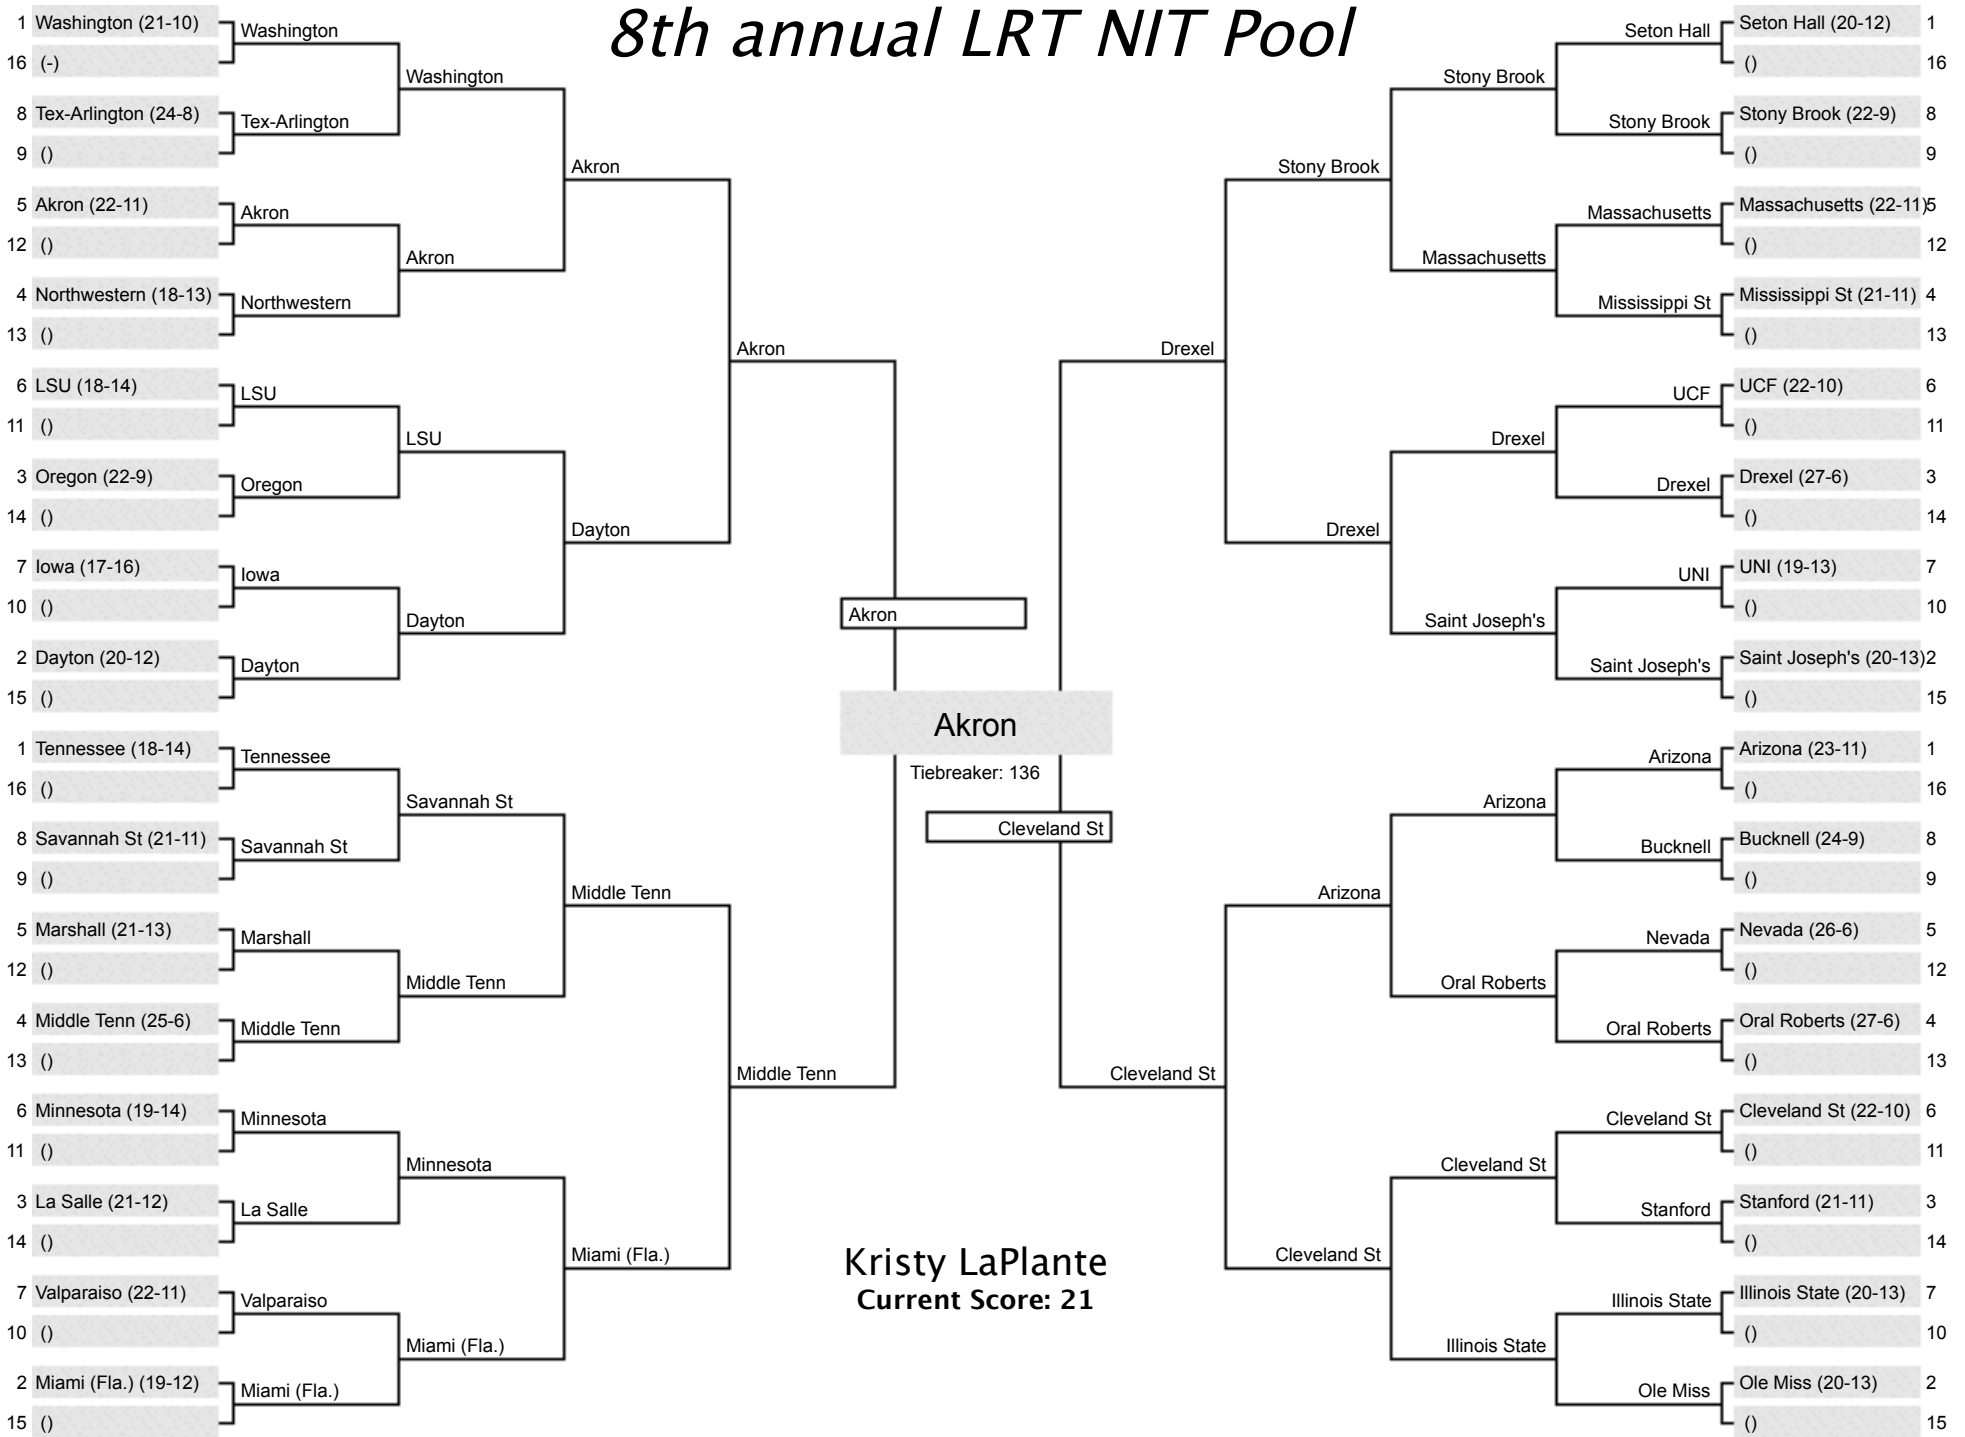 8th annual LRT NIT Pool
1 Washington (21-10)
16 (-)
8 Tex-Arlington (24-8)
9 ()
5 Akron (22-11)
12 ()
4 Northwestern (18-13)
13 ()
6 LSU (18-14)
11 ()
3 Oregon (22-9)
14 ()
7 Iowa (17-16)
10 ()
2 Dayton (20-12)
15 ()
1 Tennessee (18-14)
16 ()
8 Savannah St (21-11)
9 ()
5 Marshall (21-13)
12 ()
4 Middle Tenn (25-6)
13 ()
6 Minnesota (19-14)
11 ()
3 La Salle (21-12)
14 ()
7 Valparaiso (22-11)
10 ()
2 Miami (Fla.) (19-12)
15 ()
Washington
Tex-Arlington
Akron
Northwestern
LSU
Oregon
Iowa
Dayton
Tennessee
Savannah St
Marshall
Middle Tenn
Minnesota
La Salle
Valparaiso
Miami (Fla.)
Washington
Akron
LSU
Dayton
Savannah St
Middle Tenn
Minnesota
Miami (Fla.)
Akron
Dayton
Middle Tenn
Miami (Fla.)
Akron
Middle Tenn
Akron
Akron
Tiebreaker: 136
Cleveland St
Kristy LaPlante
Current Score: 21
Drexel
Cleveland St
Stony Brook
Drexel
Arizona
Cleveland St
Stony Brook
Massachusetts
Drexel
Saint Joseph's
Arizona
Oral Roberts
Cleveland St
Illinois State
Seton Hall
Stony Brook
Massachusetts
Mississippi St
UCF
Drexel
UNI
Saint Joseph's
Arizona
Bucknell
Nevada
Oral Roberts
Cleveland St
Stanford
Illinois State
Ole Miss
Seton Hall (20-12) 1
() 16
Stony Brook (22-9) 8
() 9
Massachusetts (22-11) 5
() 12
Mississippi St (21-11) 4
() 13
UCF (22-10) 6
() 11
Drexel (27-6) 3
() 14
UNI (19-13) 7
() 10
Saint Joseph's (20-13) 2
() 15
Arizona (23-11) 1
() 16
Bucknell (24-9) 8
() 9
Nevada (26-6) 5
() 12
Oral Roberts (27-6) 4
() 13
Cleveland St (22-10) 6
() 11
Stanford (21-11) 3
() 14
Illinois State (20-13) 7
() 10
Ole Miss (20-13) 2
() 15